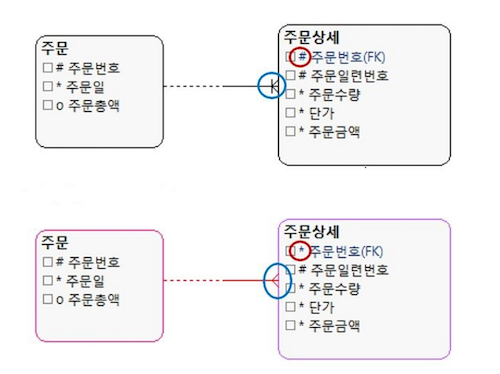 주문
# 주문번호
* 주문일
o 주문총액
주문상세
# 주문번호(FK)
# 주문일련번호
* 주문수량
* 단가
* 주문금액
주문
# 주문번호
* 주문일
o 주문총액
주문상세
* 주문번호(FK)
# 주문일련번호
* 주문수량
* 단가
* 주문금액